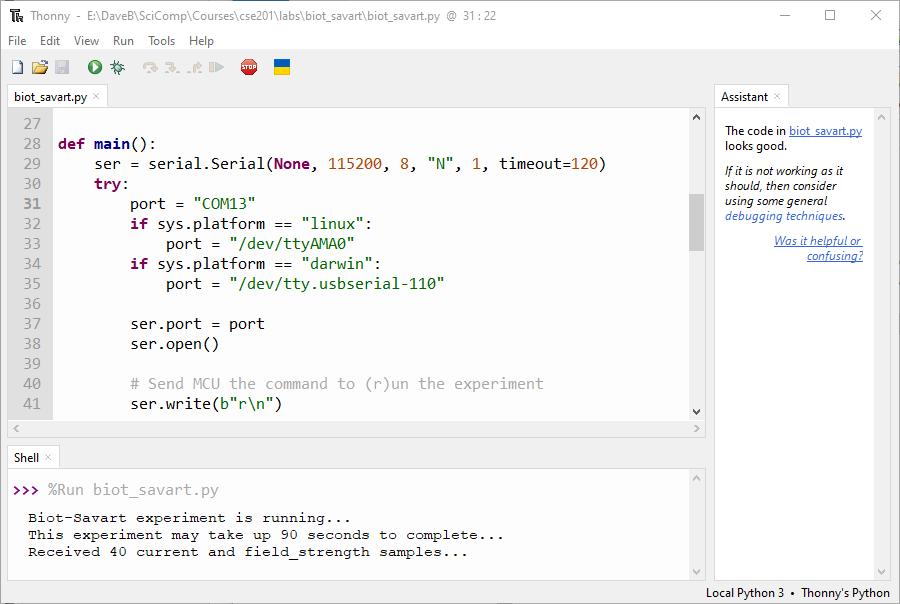 Thonny - E:\DaveB\SciComp\Courses\cse201\labs\biot_savart\biot_savart.py @ 31:22
File Edit View Run Tools Help
STOP
biot_savart.py ×
27
28 def main():
29     ser = serial.Serial(None, 115200, 8, "N", 1, timeout=120)
30     try:
31         port = "COM13"
32         if sys.platform == "linux":
33             port = "/dev/ttyAMA0"
34         if sys.platform == "darwin":
35             port = "/dev/tty.usbserial-110"
36
37         ser.port = port
38         ser.open()
39
40         # Send MCU the command to (r)un the experiment
41         ser.write(b"r\n")
Shell ×
>>> %Run biot_savart.py
Biot-Savart experiment is running...
This experiment may take up 90 seconds to complete...
Received 40 current and field_strength samples...
Assistant ×
The code in biot_savart.py
looks good.
If it is not working as it
should, then consider
using some general
debugging techniques.
Was it helpful or
confusing?
Local Python 3 • Thonny's Python